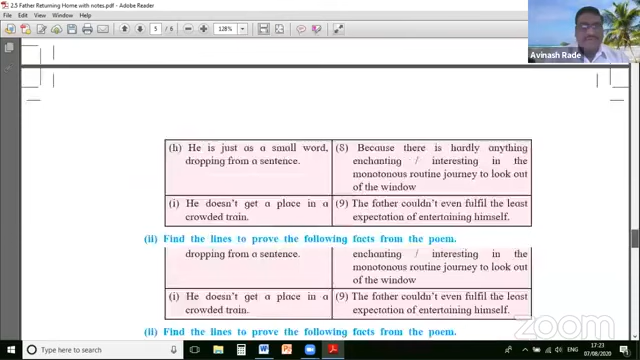 2.5 Father Returning Home with notes.pdf - Adobe Reader
File Edit View Window Help
5 / 6
128%
Avinash Rade
(h) He is just as a small word, dropping from a sentence.
(8) Because there is hardly anything enchanting / interesting in the monotonous routine journey to look out of the window
(i) He doesn't get a place in a crowded train.
(9) The father couldn't even fulfil the least expectation of entertaining himself.
(ii) Find the lines to prove the following facts from the poem.
dropping from a sentence.
enchanting / interesting in the monotonous routine journey to look out of the window
(i) He doesn't get a place in a crowded train.
(9) The father couldn't even fulfil the least expectation of entertaining himself.
(ii) Find the lines to prove the following facts from the poem.
zoom
Type here to search
17:23
07/08/2020